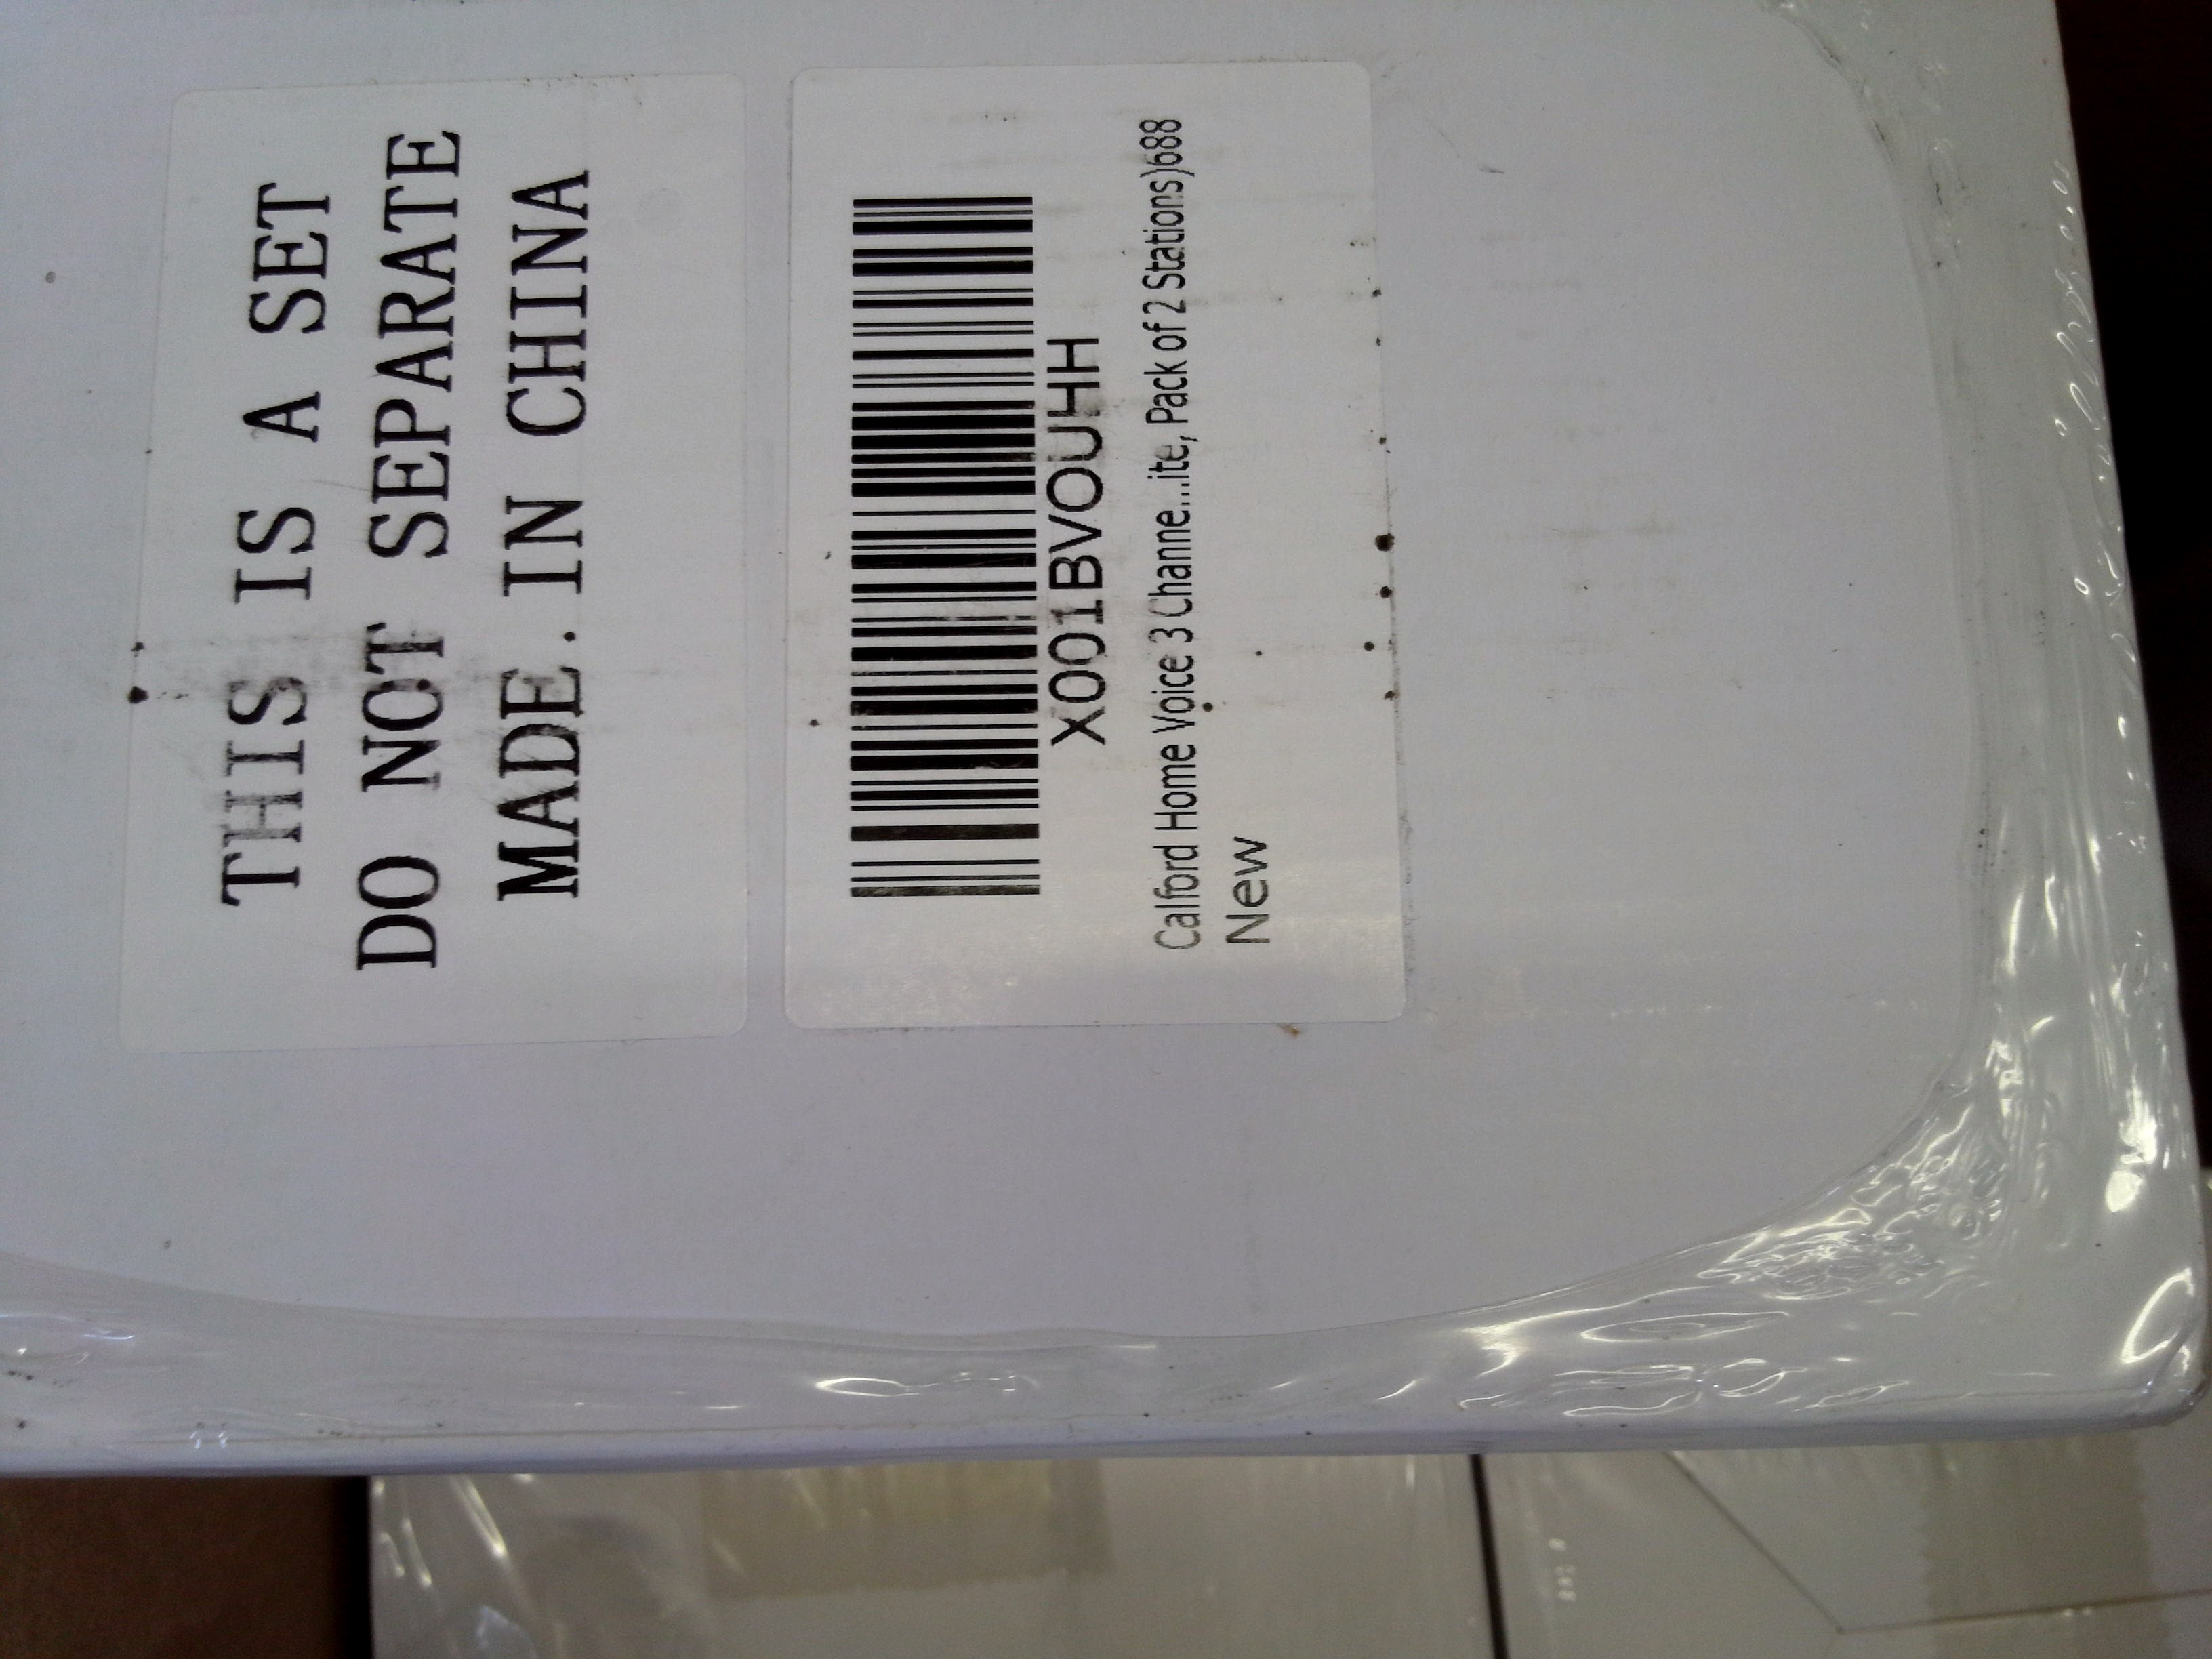 THIS IS A SET
DO NOT SEPARATE
MADE.IN CHINA
X001BVOUHH
Calford Home Voice 3 Channe...ite, Pack of 2 Stations)688
New